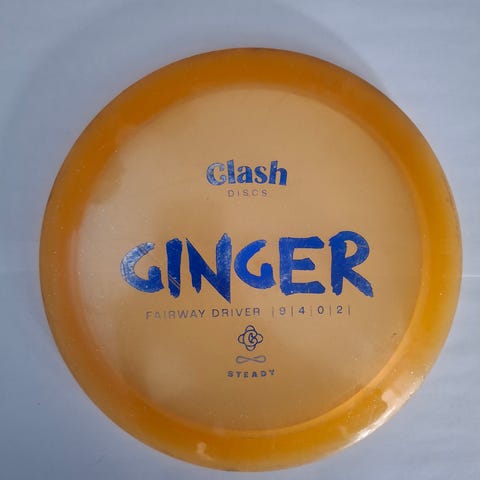 Clash
DISCS
GINGER
FAIRWAY DRIVER |9|4|0|2|
STEADY